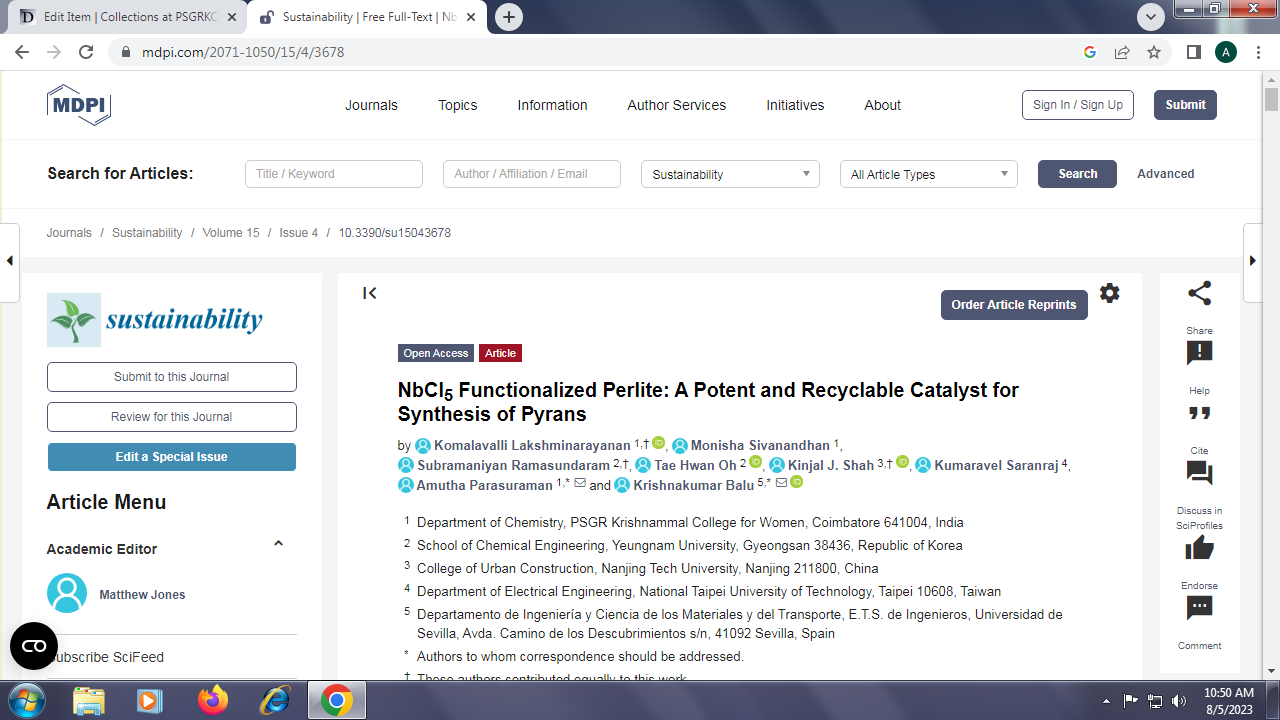 Edit Item | Collections at PSGRKC
Sustainability | Free Full-Text | Nb
mdpi.com/2071-1050/15/4/3678
A
MDPI
Journals
Topics
Information
Author Services
Initiatives
About
Sign In / Sign Up
Submit
Search for Articles:
Title / Keyword
Author / Affiliation / Email
Sustainability
All Article Types
Search
Advanced
Journals / Sustainability / Volume 15 / Issue 4 / 10.3390/su15043678
sustainability
Submit to this Journal
Review for this Journal
Edit a Special Issue
Article Menu
Academic Editor
Matthew Jones
Subscribe SciFeed
Order Article Reprints
Open Access
Article
NbCl5 Functionalized Perlite: A Potent and Recyclable Catalyst for
Synthesis of Pyrans
by Komalavalli Lakshminarayanan 1,† iD, Monisha Sivanandhan 1,
Subramaniyan Ramasundaram 2,†, Tae Hwan Oh 2 iD, Kinjal J. Shah 3,† iD, Kumaravel Saranraj 4,
Amutha Parasuraman 1,* and Krishnakumar Balu 5,* iD
1 Department of Chemistry, PSGR Krishnammal College for Women, Coimbatore 641004, India
2 School of Chemical Engineering, Yeungnam University, Gyeongsan 38436, Republic of Korea
3 College of Urban Construction, Nanjing Tech University, Nanjing 211800, China
4 Department of Electrical Engineering, National Taipei University of Technology, Taipei 10608, Taiwan
5 Departamento de Ingeniería y Ciencia de los Materiales y del Transporte, E.T.S. de Ingenieros, Universidad de
Sevilla, Avda. Camino de los Descubrimientos s/n, 41092 Sevilla, Spain
* Authors to whom correspondence should be addressed.
† These authors contributed equally to this work.
Share
Help
Cite
Discuss in
SciProfiles
Endorse
Comment
10:50 AM
8/5/2023